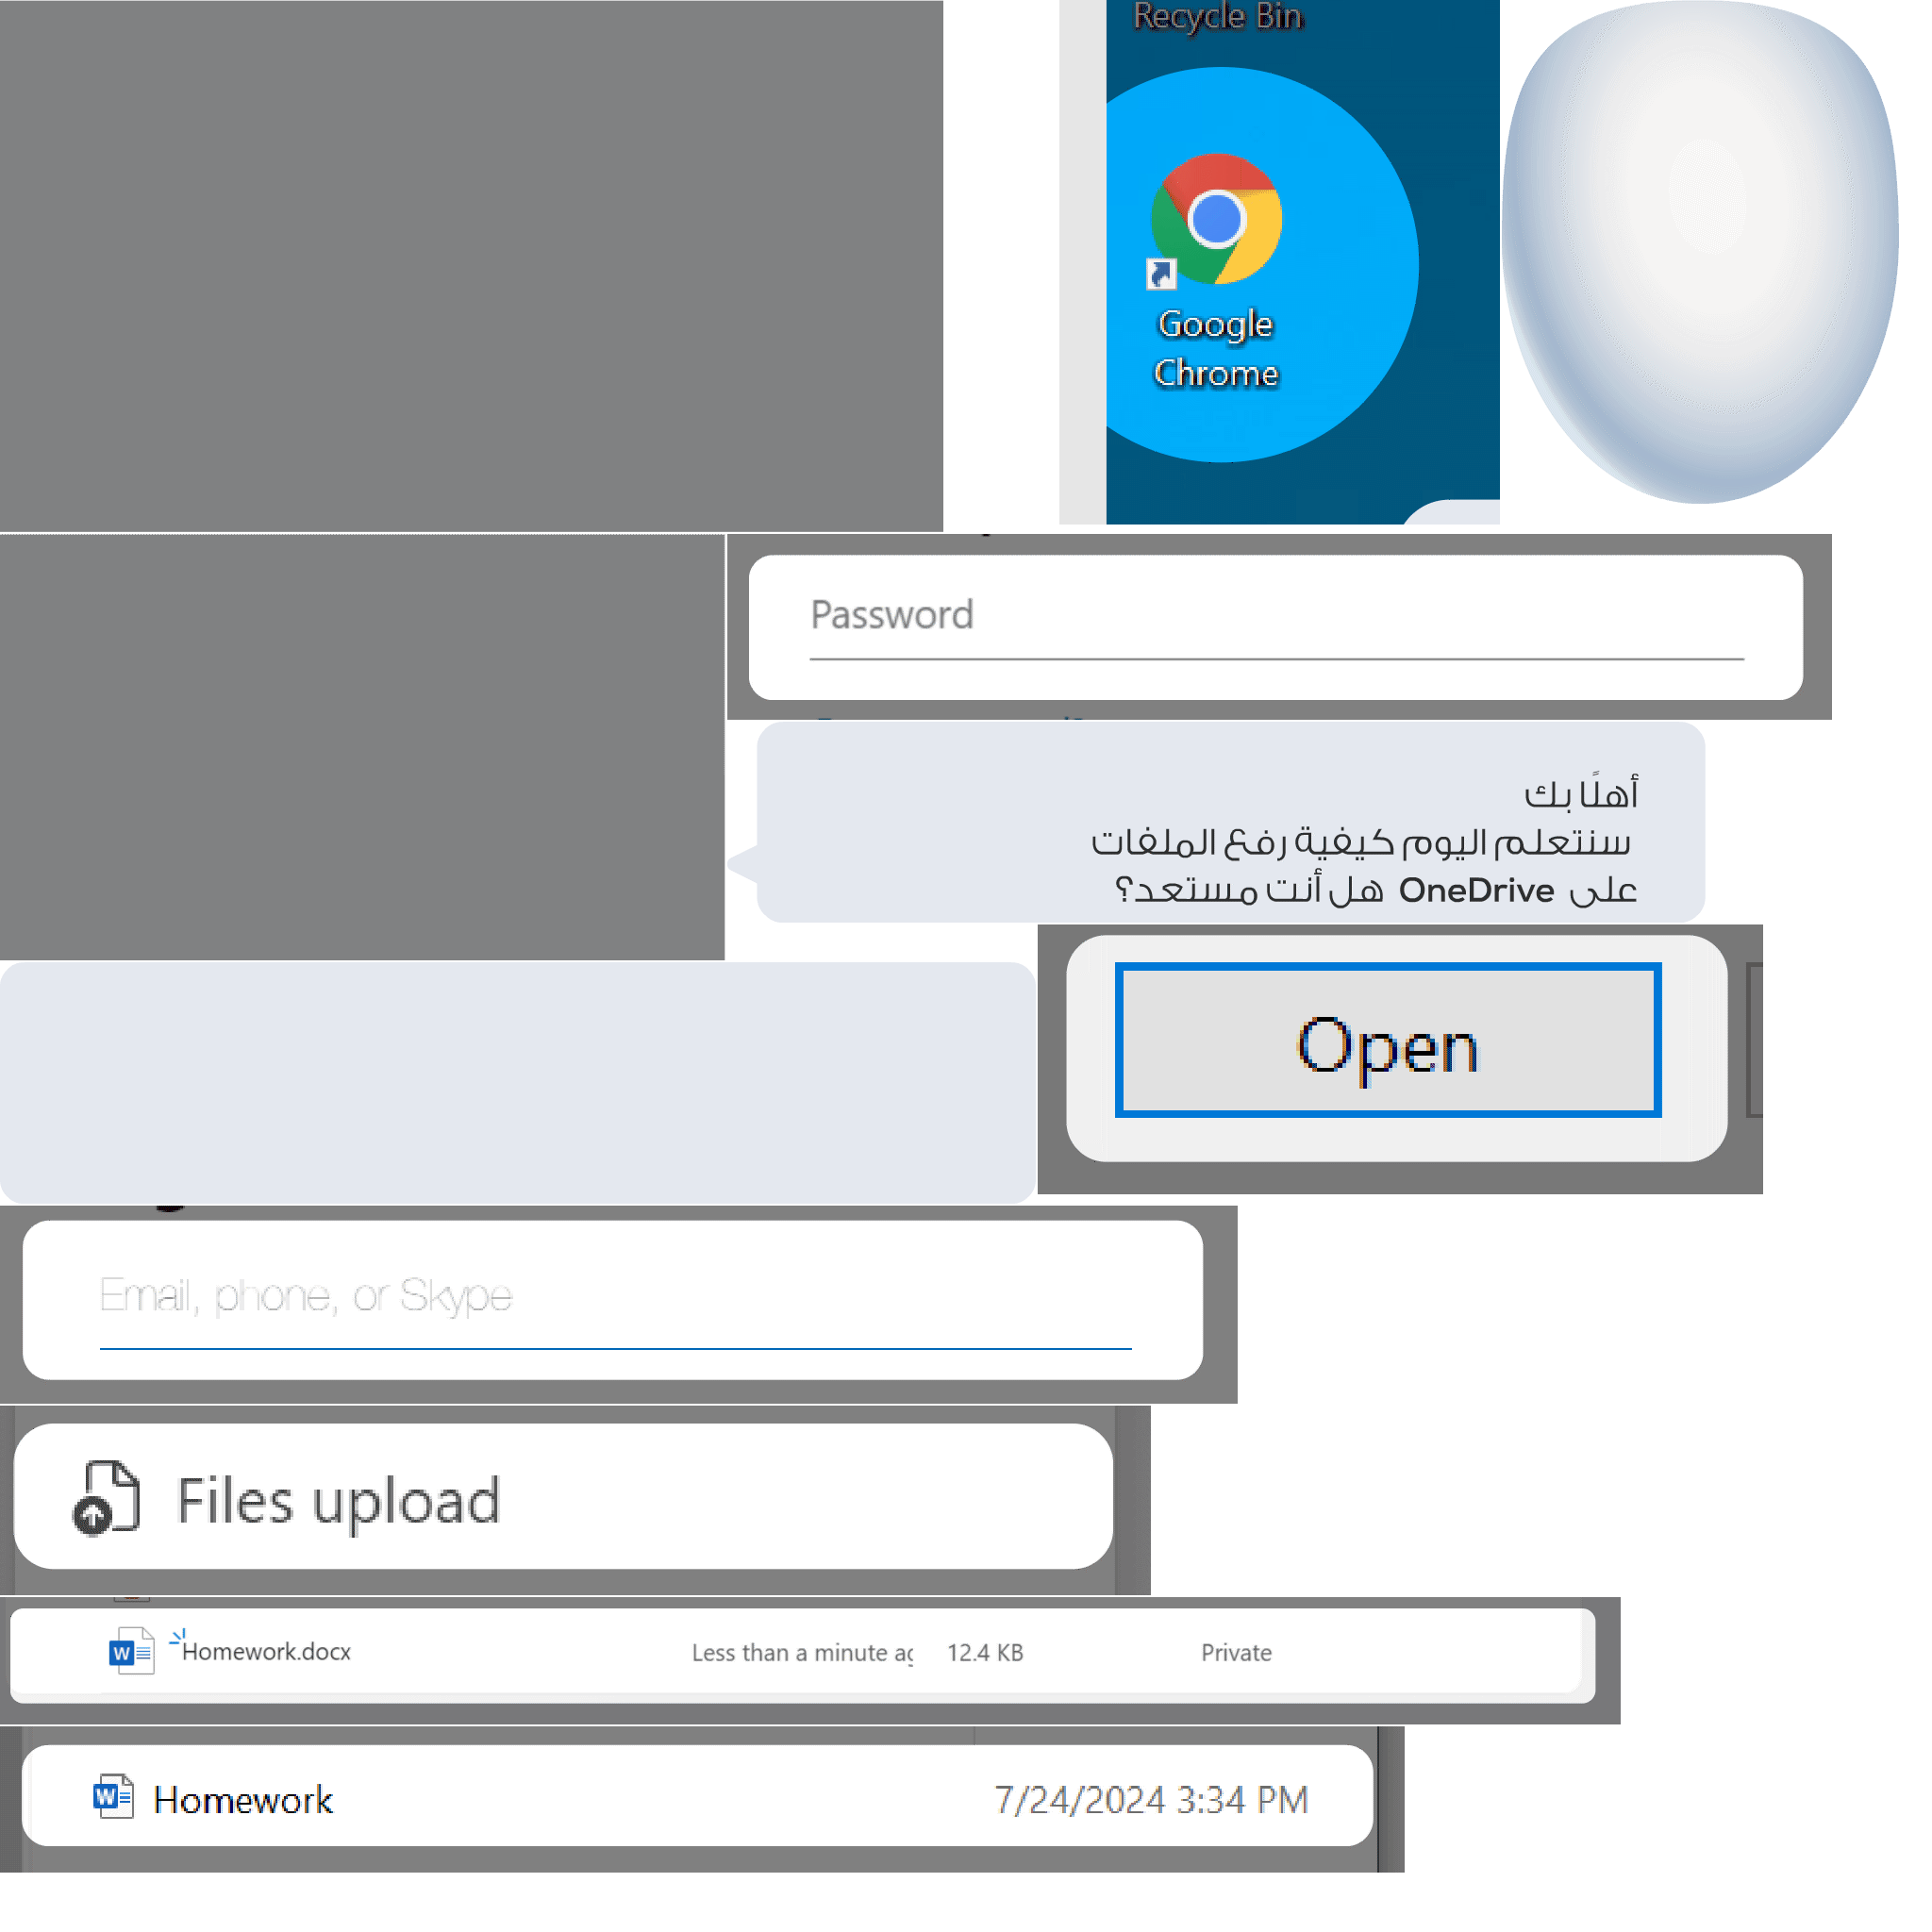 Recycle Bin
Google
Chrome
Password
أهلًا بك
سنتعلم اليوم كيفية رفع الملفات
على OneDrive هل أنت مستعد؟
Open
Email, phone, or Skype
Files upload
Homework.docx Less than a minute 12.4 KB Private
Homework 7/24/2024 3:34 PM